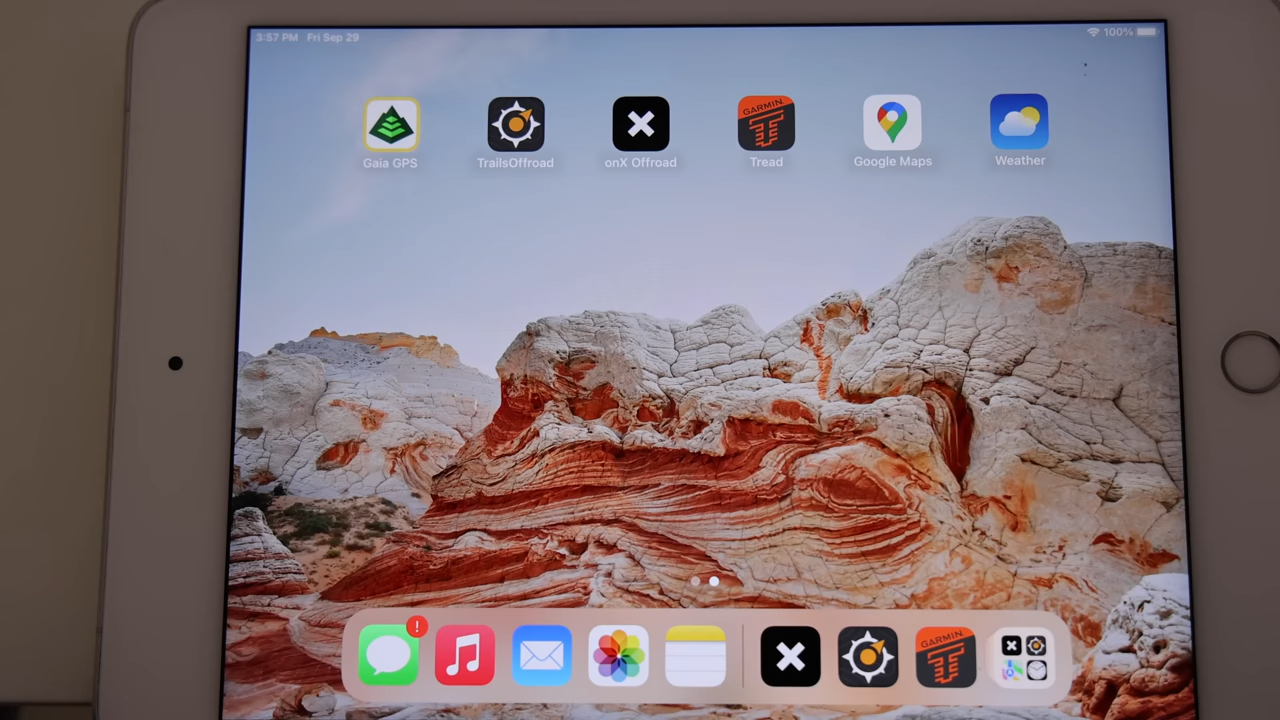 3:57 PM Fri Sep 29
100%
GARMIN
Gaia GPS
TrailsOffroad
onX Offroad
Tread
Google Maps
Weather
!
GARMIN